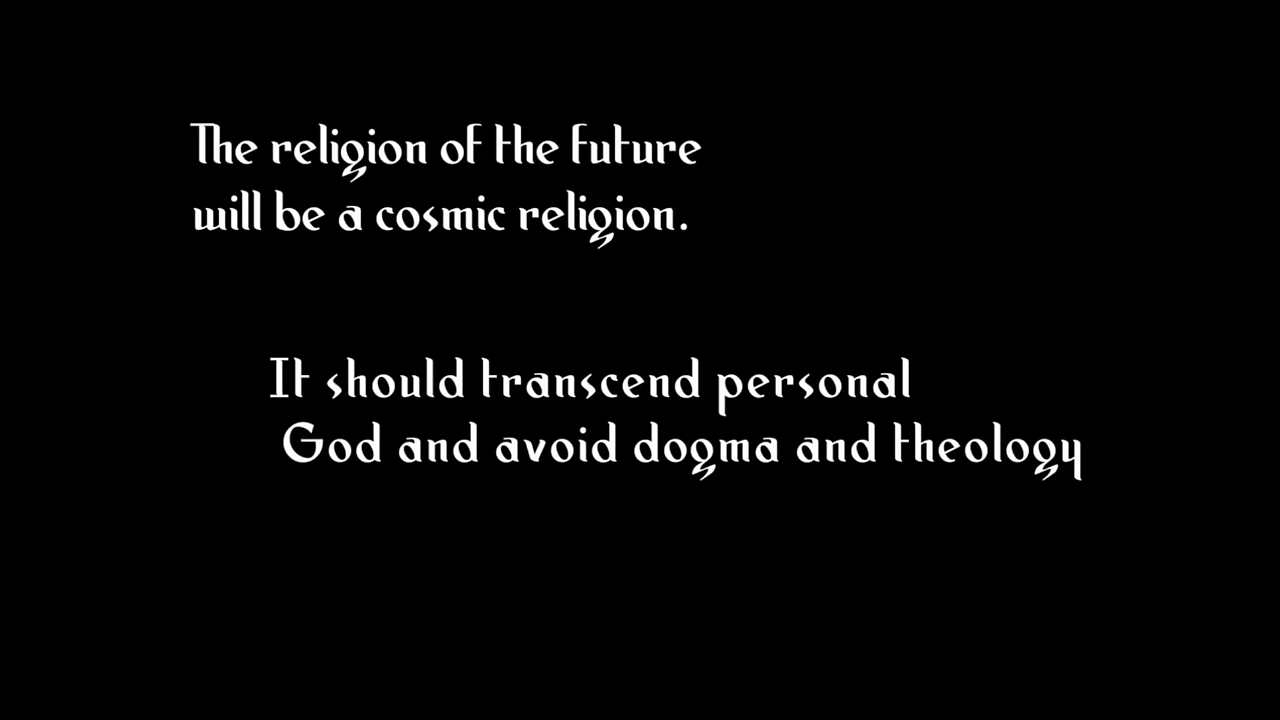 The religion of the future
will be a cosmic religion.
It should transcend personal
God and avoid dogma and theology